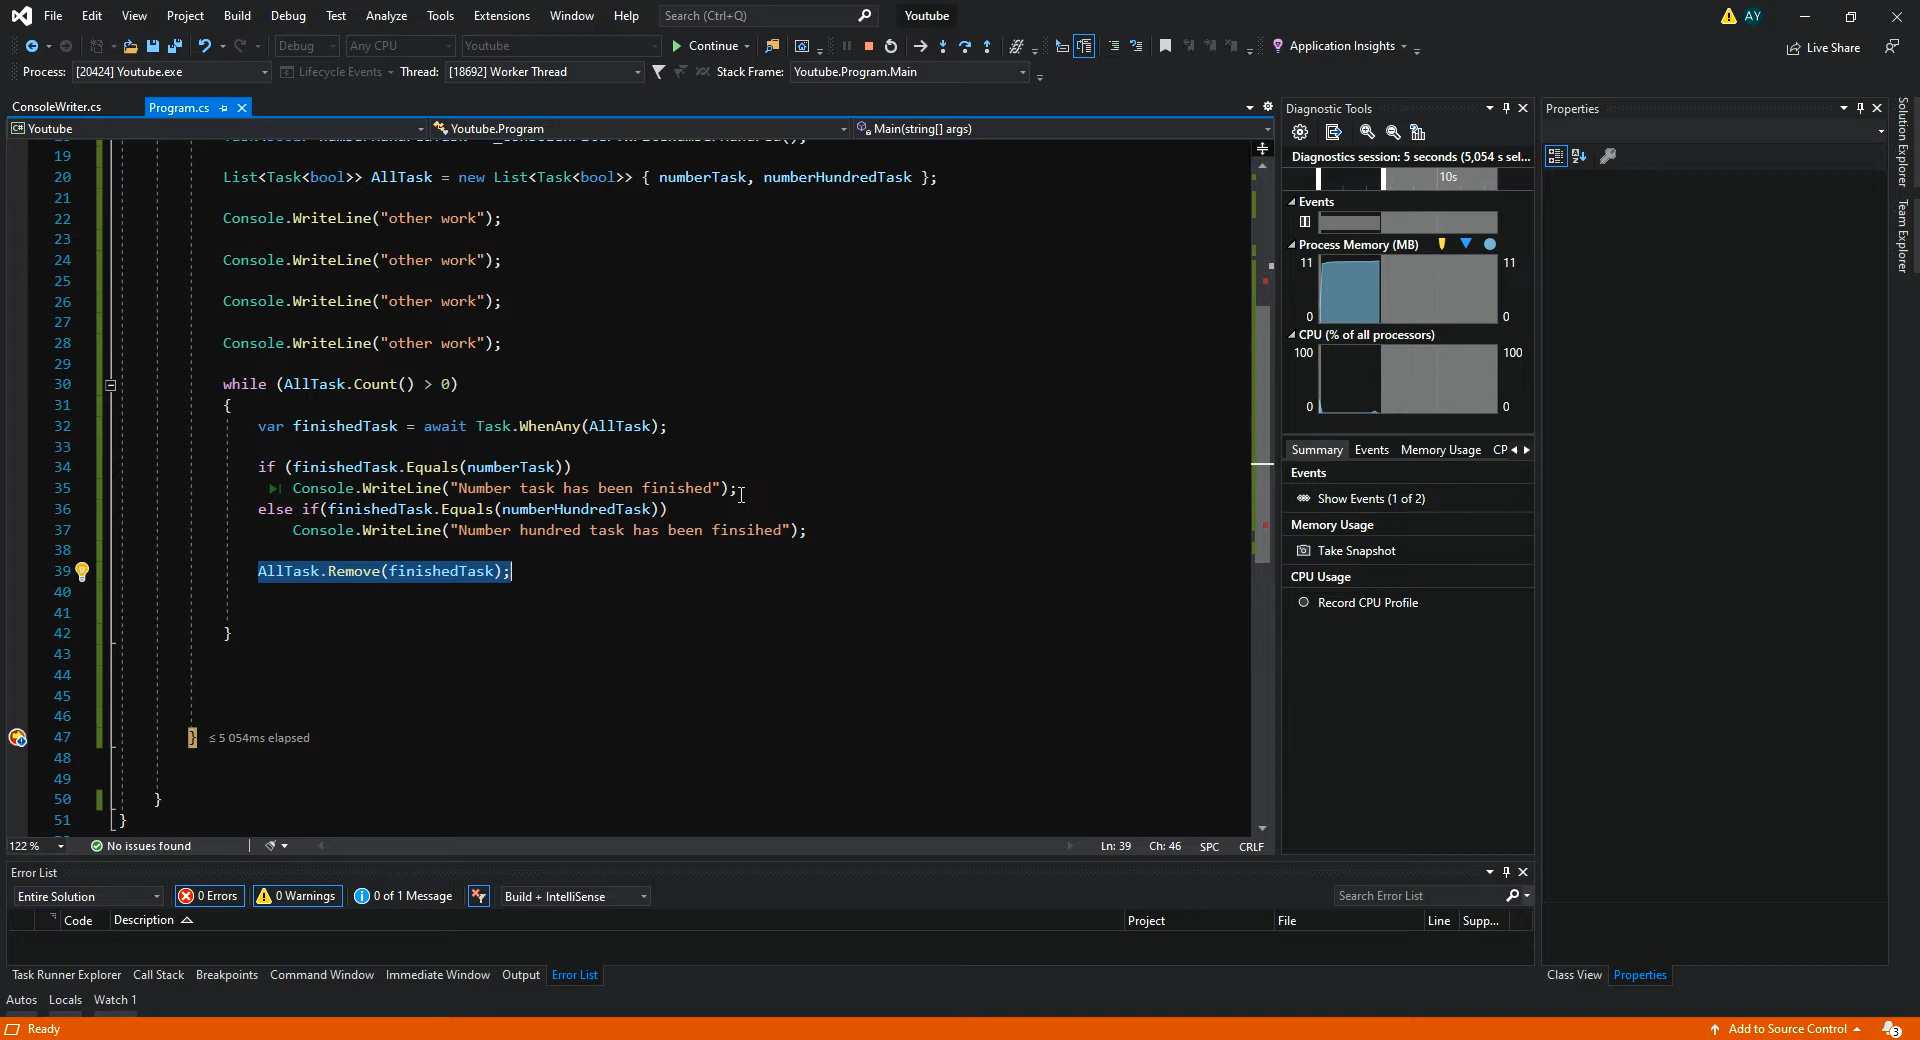 File Edit View Project Build Debug Test Analyze Tools Extensions Window Help Search (Ctrl+Q) Youtube AY
Debug Any CPU Youtube Continue Application Insights Live Share
Process: [20424] Youtube.exe Lifecycle Events Thread: [18692] Worker Thread Stack Frame: Youtube.Program.Main
ConsoleWriter.cs Program.cs
Youtube Youtube.Program Main(string[] args)
19
20 List<Task<bool>> AllTask = new List<Task<bool>> { numberTask, numberHundredTask };
21
22 Console.WriteLine("other work");
23
24 Console.WriteLine("other work");
25
26 Console.WriteLine("other work");
27
28 Console.WriteLine("other work");
29
30 while (AllTask.Count() > 0)
31 {
32 var finishedTask = await Task.WhenAny(AllTask);
33
34 if (finishedTask.Equals(numberTask))
35 Console.WriteLine("Number task has been finished");
36 else if(finishedTask.Equals(numberHundredTask))
37 Console.WriteLine("Number hundred task has been finsihed");
38
39 AllTask.Remove(finishedTask);
40
41
42 }
43
44
45
46
47 } ≤ 5 054ms elapsed
48
49
50 }
51 }
122 % No issues found Ln: 39 Ch: 46 SPC CRLF
Diagnostic Tools
Diagnostics session: 5 seconds (5,054 s sel...
10s
Events
Process Memory (MB)
11 11
0 0
CPU (% of all processors)
100 100
0 0
Summary Events Memory Usage CP
Events
Show Events (1 of 2)
Memory Usage
Take Snapshot
CPU Usage
Record CPU Profile
Properties
Solution Explorer
Team Explorer
Error List
Entire Solution 0 Errors 0 Warnings 0 of 1 Message Build + IntelliSense Search Error List
Code Description Project File Line Supp...
Task Runner Explorer Call Stack Breakpoints Command Window Immediate Window Output Error List
Class View Properties
Autos Locals Watch 1
Ready Add to Source Control 3